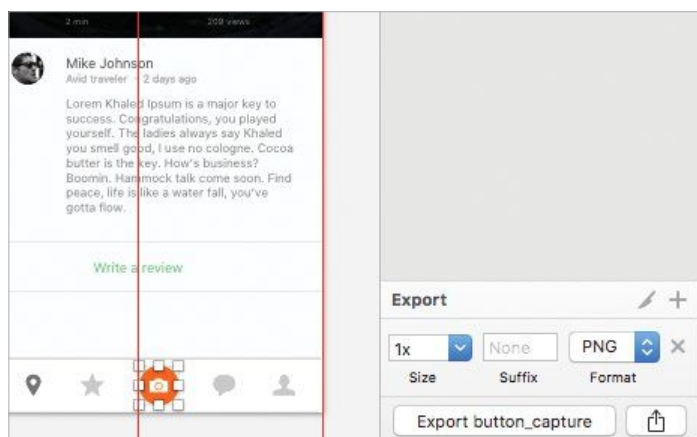 2 min 209 views
Mike Johnson
Avid traveler · 2 days ago
Lorem Khaled Ipsum is a major key to
success. Congratulations, you played
yourself. The ladies always say Khaled
you smell good, I use no cologne. Cocoa
butter is the key. How's business?
Boomin. Hammock talk come soon. Find
peace, life is like a water fall, you've
gotta flow.
Write a review
Export
1x None PNG
Size Suffix Format
Export button_capture